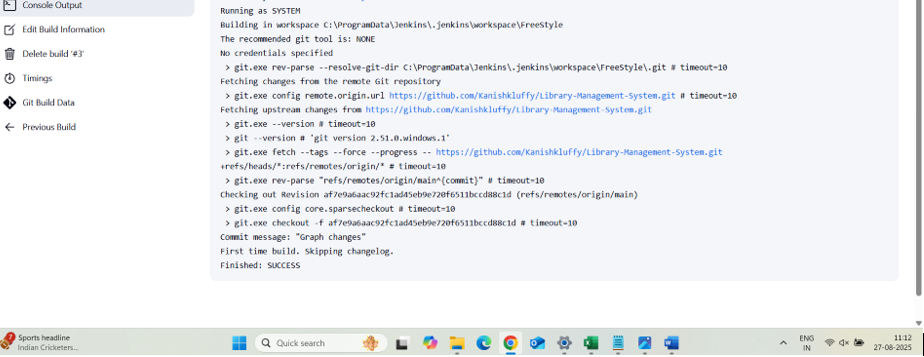 Console Output
Edit Build Information
Delete build '#3'
Timings
Git Build Data
Previous Build
Running as SYSTEM
Building in workspace C:\ProgramData\Jenkins\.jenkins\workspace\FreeStyle
The recommended git tool is: NONE
No credentials specified
> git.exe rev-parse --resolve-git-dir C:\ProgramData\Jenkins\.jenkins\workspace\FreeStyle\.git # timeout=10
Fetching changes from the remote Git repository
> git.exe config remote.origin.url https://github.com/Kanishkluffy/Library-Management-System.git # timeout=10
Fetching upstream changes from https://github.com/Kanishkluffy/Library-Management-System.git
> git.exe --version # timeout=10
> git --version # 'git version 2.51.0.windows.1'
> git.exe fetch --tags --force --progress -- https://github.com/Kanishkluffy/Library-Management-System.git
+refs/heads/*:refs/remotes/origin/* # timeout=10
> git.exe rev-parse "refs/remotes/origin/main^{commit}" # timeout=10
Checking out Revision af7e9a6aac92fc1ad45eb9e720f6511bccd88c1d (refs/remotes/origin/main)
> git.exe config core.sparsecheckout # timeout=10
> git.exe checkout -f af7e9a6aac92fc1ad45eb9e720f6511bccd88c1d # timeout=10
Commit message: "Graph changes"
First time build. Skipping changelog.
Finished: SUCCESS
Sports headline
Indian Cricketers...
Quick search
ENG
IN
11:12
27-08-2025